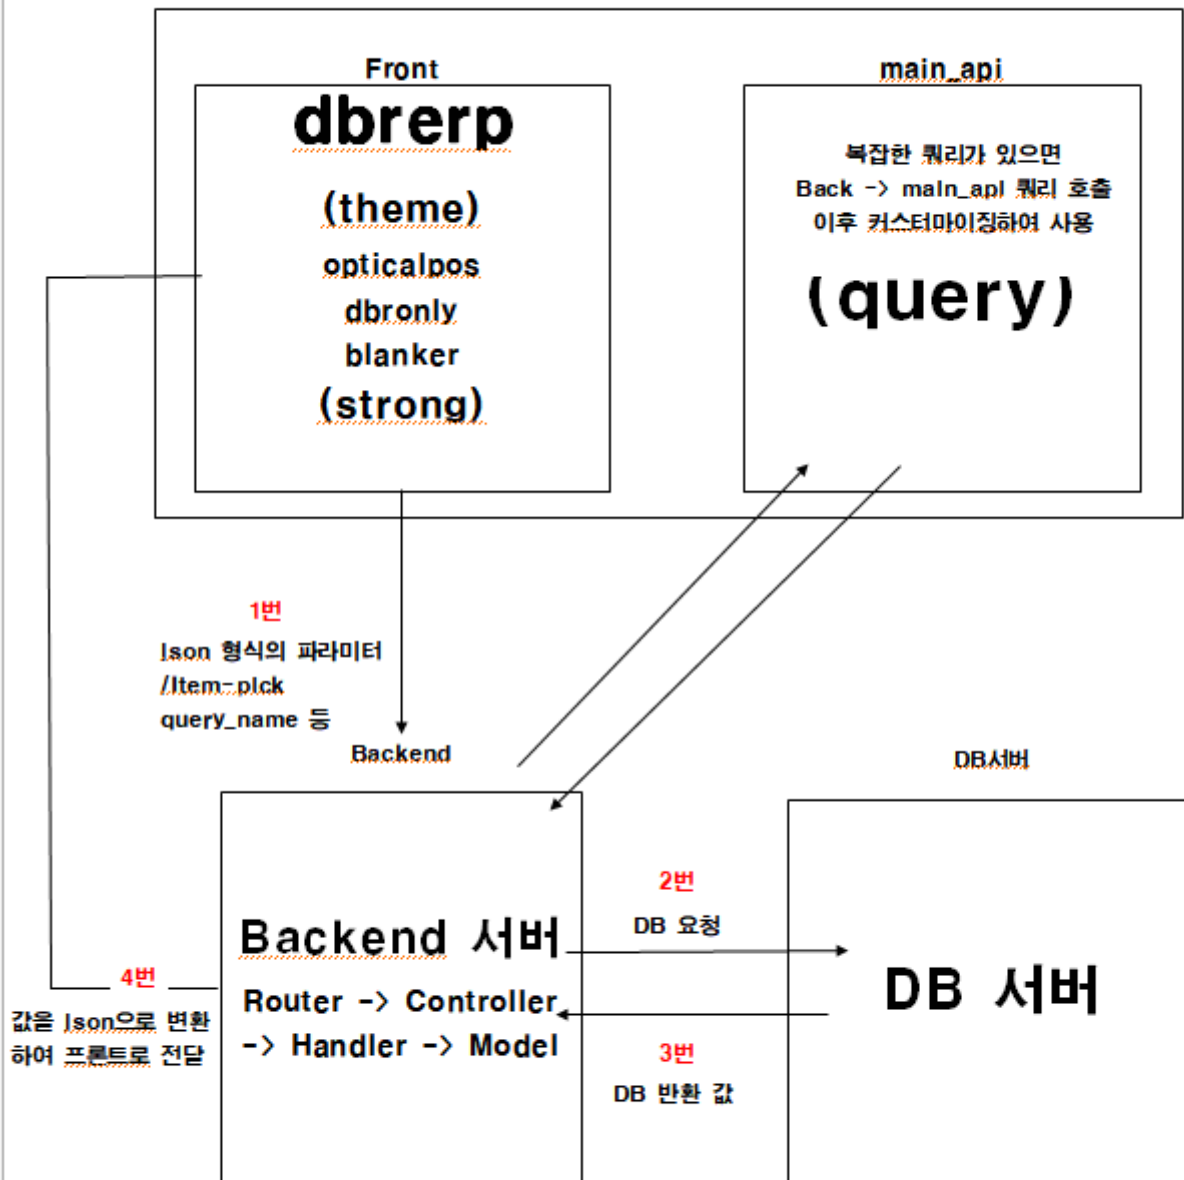 Front
dbrerp
(theme)
opticalpos
dbronly
blanker
(strong)
main_api
복잡한 쿼리가 있으면
Back -> main_api 쿼리 호출
이후 커스터마이징하여 사용
(query)
1번
Json 형식의 파라미터
/item-pick
query_name 등
Backend
Backend 서버
Router -> Controller
-> Handler -> Model
2번
DB 요청
3번
DB 반환 값
DB서버
DB 서버
4번
값을 json으로 변환
하여 프론트로 전달